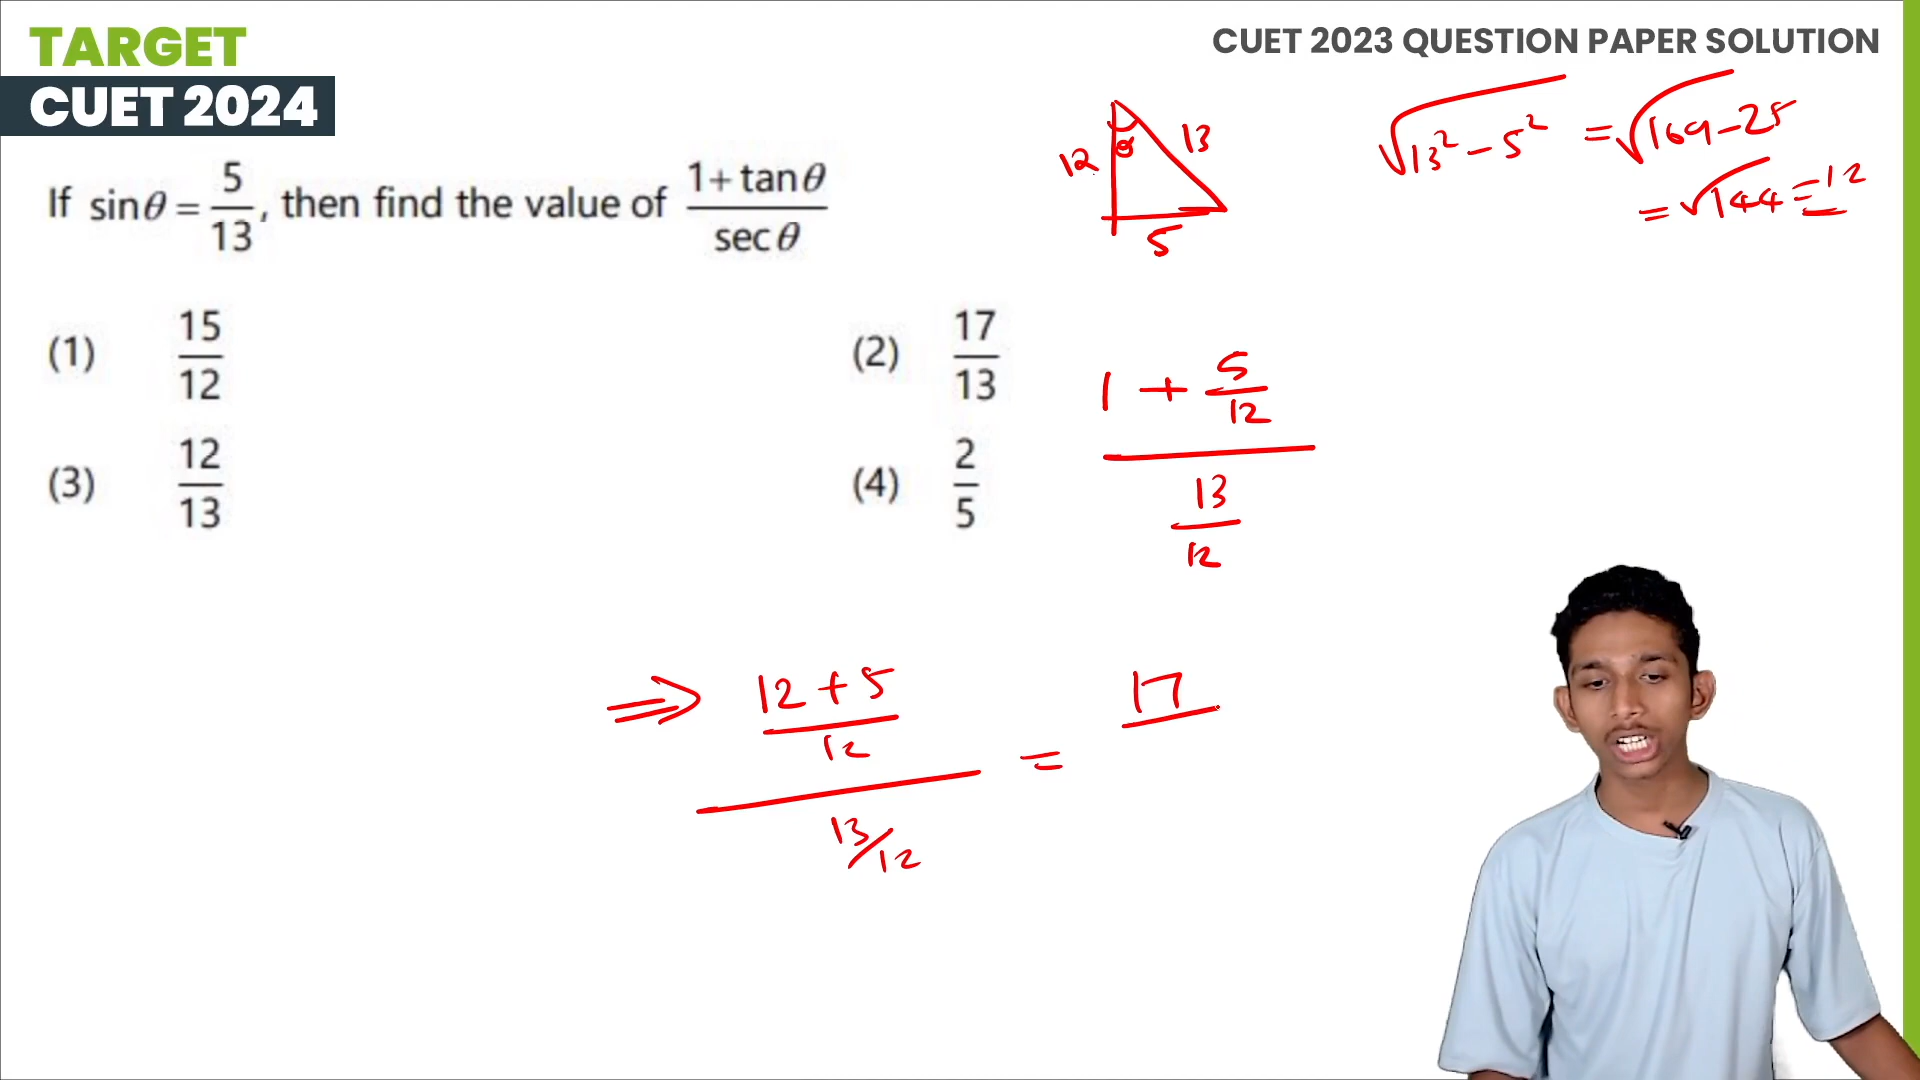 TARGET
CUET 2024
CUET 2023 QUESTION PAPER SOLUTION
If sinθ = 5/13, then find the value of (1+tanθ)/secθ
(1) 15/12
(2) 17/13
(3) 12/13
(4) 2/5
12 θ 13
5
√13² - 5² = √169-25
= √144 = 12
1 + 5/12
13/12
⇒ (12+5)/12 = 17
13/12